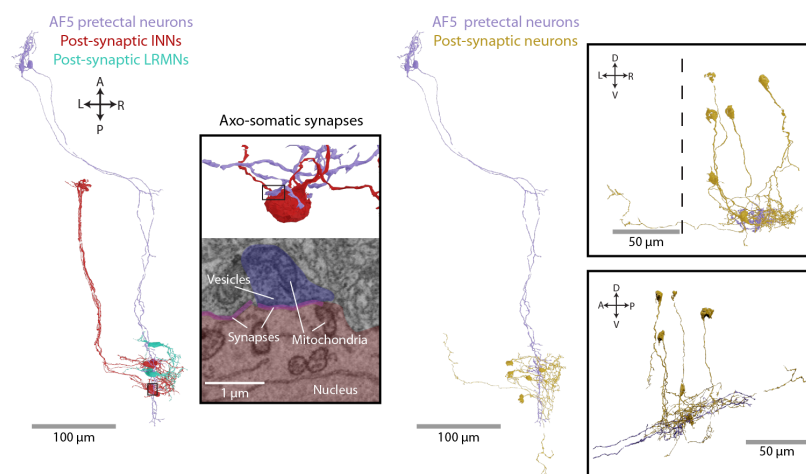 AF5 pretectal neurons
Post-synaptic INNs
Post-synaptic LRMNs
A
L R
P
100 µm
Axo-somatic synapses
Vesicles
Synapses
Mitochondria
Nucleus
1 µm
AF5 pretectal neurons
Post-synaptic neurons
100 µm
D
L R
V
50 µm
D
A P
V
50 µm